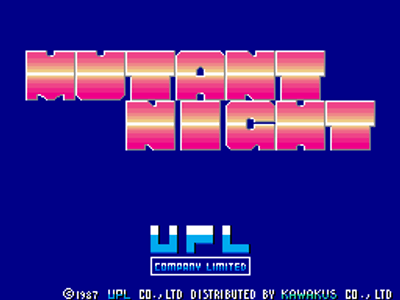 MUTANT
NIGHT
UPL
COMPANY LIMITED
©1987 UPL CO.,LTD DISTRIBUTED BY KAWAKUS CO.,LTD